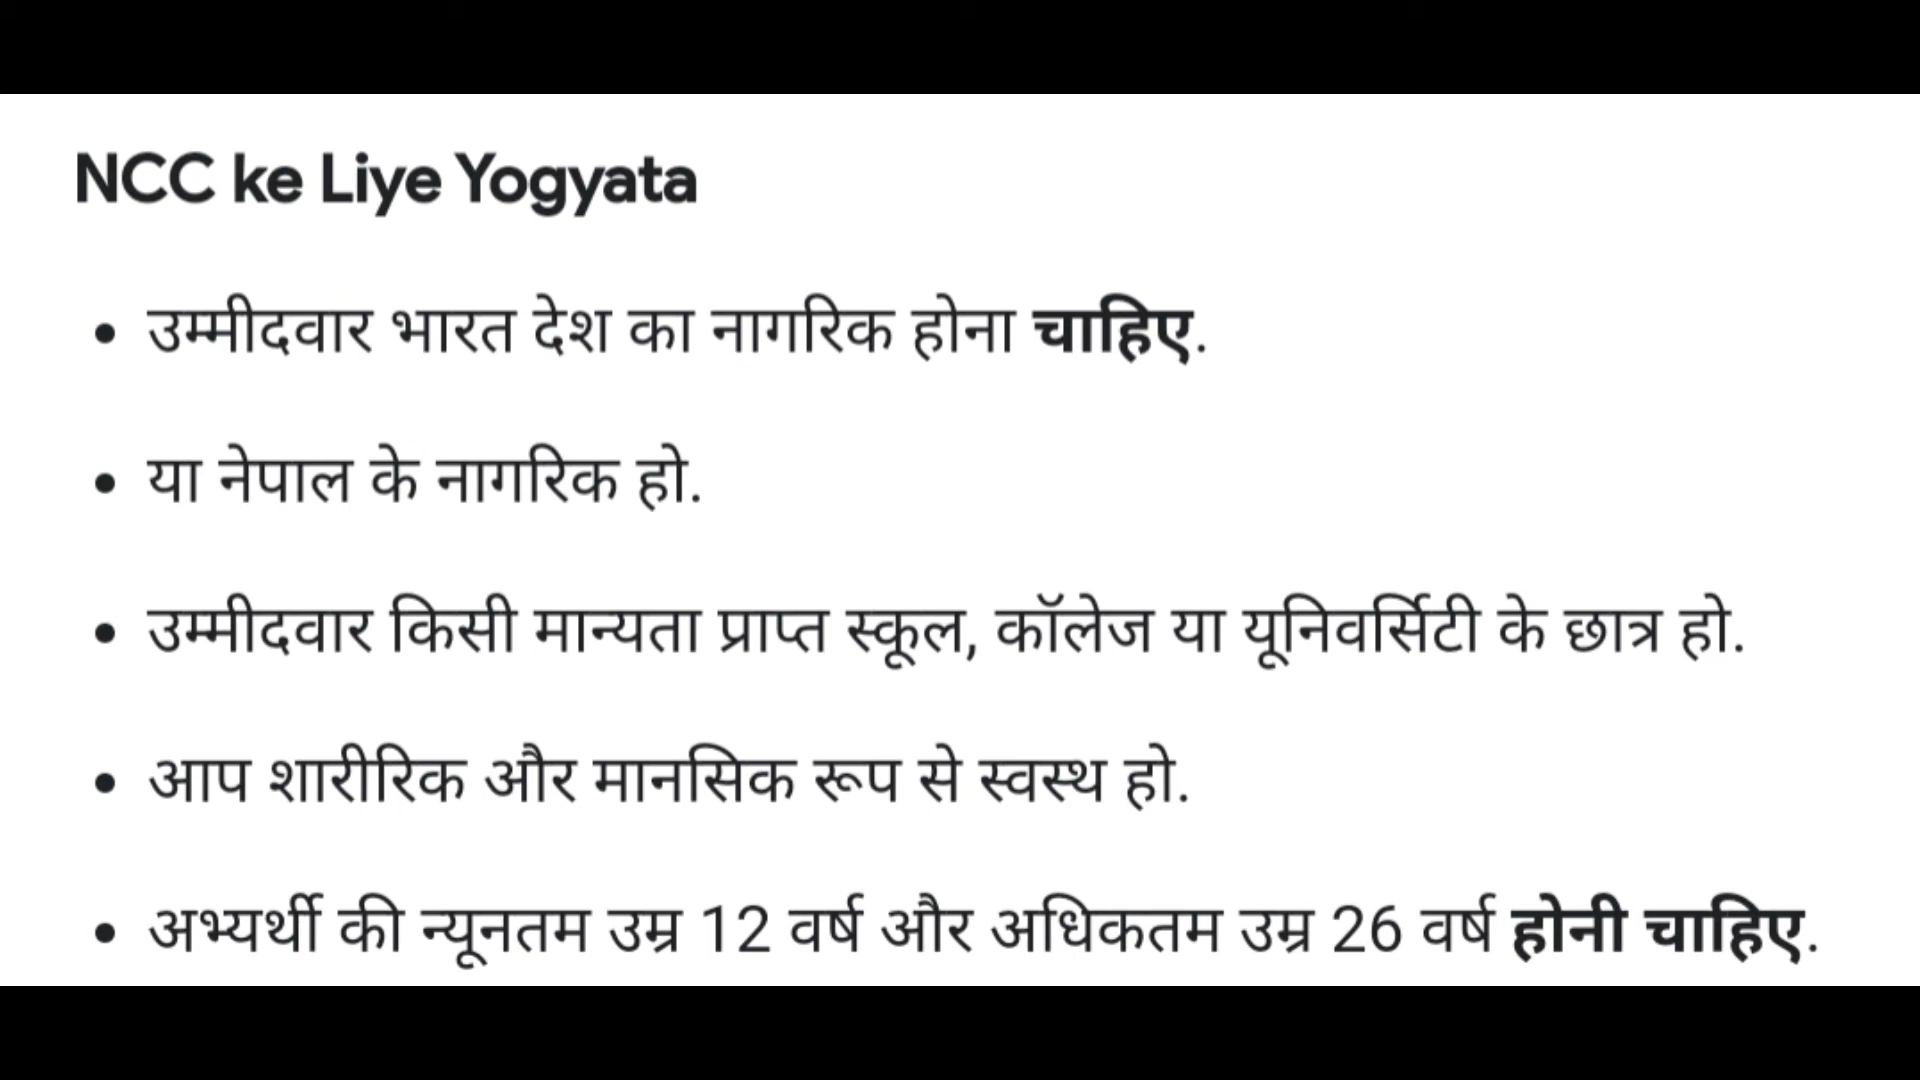 NCC ke Liye Yogyata
• उम्मीदवार भारत देश का नागरिक होना चाहिए.
• या नेपाल के नागरिक हो.
• उम्मीदवार किसी मान्यता प्राप्त स्कूल, कॉलेज या यूनिवर्सिटी के छात्र हो.
• आप शारीरिक और मानसिक रूप से स्वस्थ हो.
• अभ्यर्थी की न्यूनतम उम्र 12 वर्ष और अधिकतम उम्र 26 वर्ष होनी चाहिए.